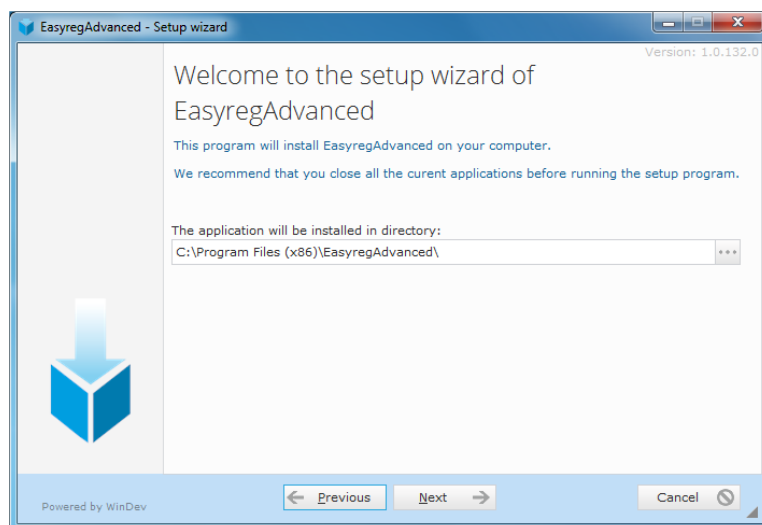 EasyregAdvanced - Setup wizard
Version: 1.0.132.0
Welcome to the setup wizard of
EasyregAdvanced
This program will install EasyregAdvanced on your computer.
We recommend that you close all the curent applications before running the setup program.
The application will be installed in directory:
C:\Program Files (x86)\EasyregAdvanced\
...
Powered by WinDev
Previous
Next
Cancel